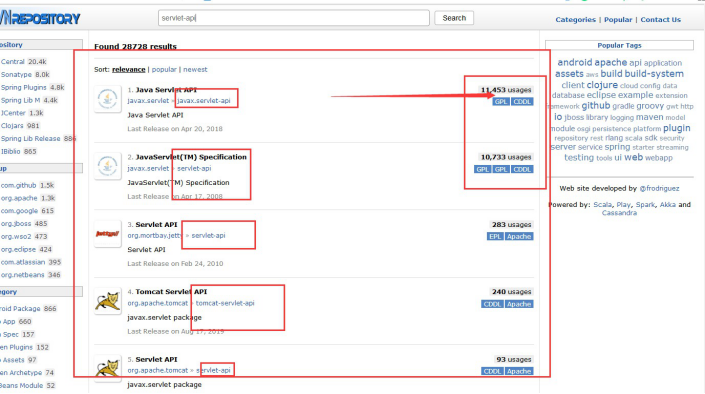 VNREPOSITORY
servlet-api
Search
Categories | Popular | Contact Us
ository
Central 20.4k
Sonatype 8.0k
Spring Plugins 4.8k
Spring Lib M 4.4k
JCenter 1.3k
Clojars 981
Spring Lib Release 886
IBiblio 865
up
com.github 1.5k
org.apache 1.3k
com.google 615
org.jboss 485
org.wso2 473
org.eclipse 424
com.atlassian 395
org.netbeans 346
egory
roid Package 866
App 660
Spec 157
en Plugins 152
Assets 97
en Archetype 74
Beans Module 52
Found 28728 results
Sort: relevance | popular | newest
1. Java Servlet API
11,453 usages
javax.servlet » javax.servlet-api
GPL CDDL
Java Servlet API
Last Release on Apr 20, 2018
2. JavaServlet(TM) Specification
10,733 usages
javax.servlet » servlet-api
GPL GPL CDDL
JavaServlet(TM) Specification
Last Release on Apr 17, 2008
3. Servlet API
283 usages
org.mortbay.jetty » servlet-api
EPL Apache
Servlet API
Last Release on Feb 24, 2010
4. Tomcat Servlet API
240 usages
org.apache.tomcat » tomcat-servlet-api
CDDL Apache
javax.servlet package
Last Release on Aug 17, 2019
5. Servlet API
93 usages
org.apache.tomcat » servlet-api
CDDL Apache
javax.servlet package
Popular Tags
android apache api application
assets aws build build-system
client clojure cloud config data
database eclipse example extension
framework github gradle groovy gwt http
io jboss library logging maven model
module osgi persistence platform plugin
repository rest rlang scala sdk security
server service spring starter streaming
testing tools ui web webapp
Web site developed by @frodriguez
Powered by: Scala, Play, Spark, Akka and
Cassandra